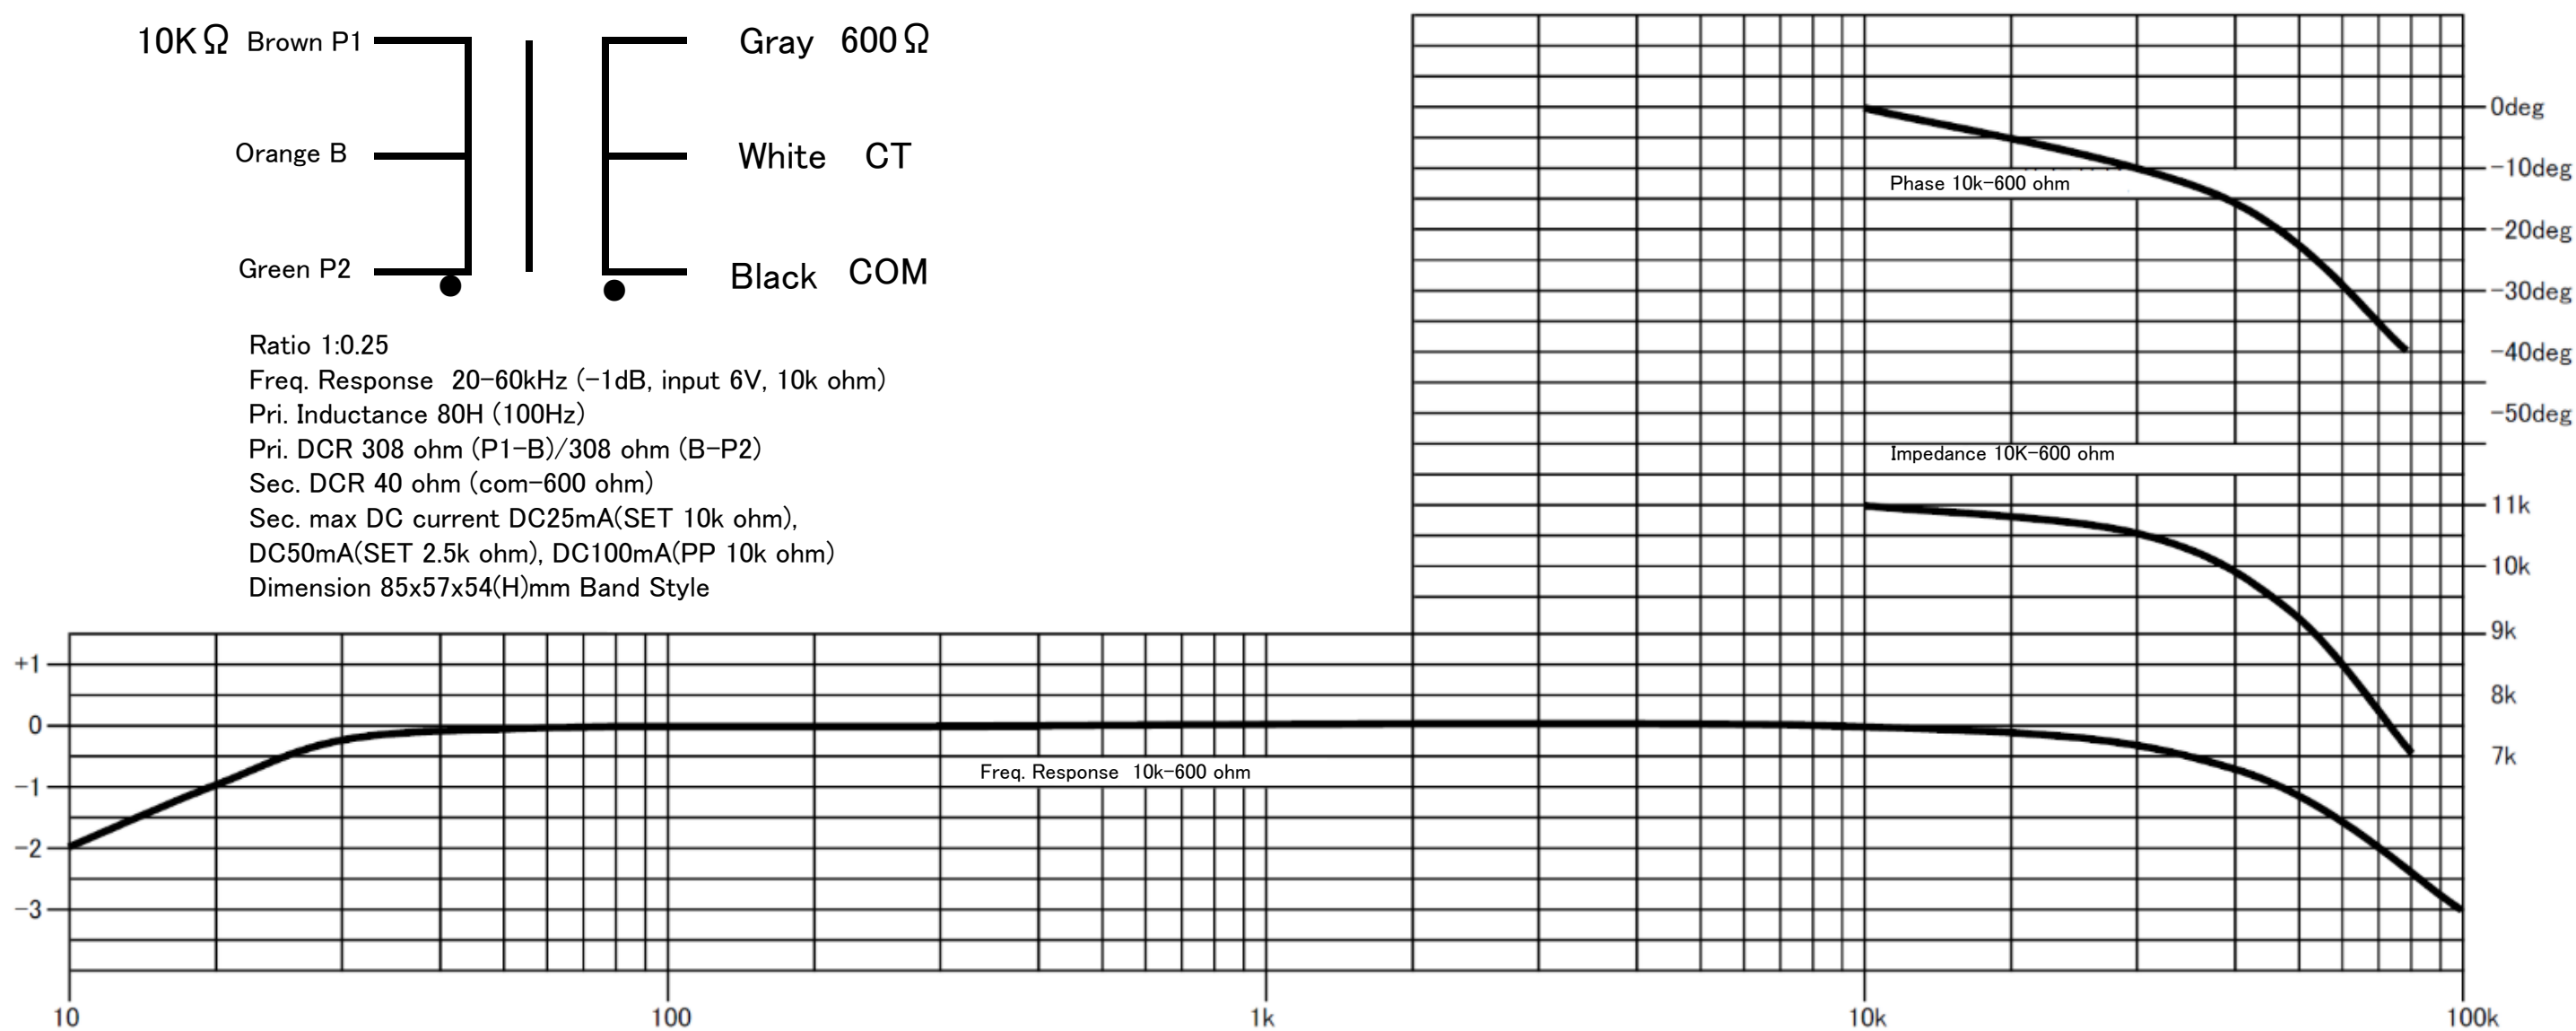 10KΩ Brown P1
Gray 600Ω
Orange B
White CT
Green P2
Black COM
Ratio 1:0.25
Freq. Response 20-60kHz (-1dB, input 6V, 10k ohm)
Pri. Inductance 80H (100Hz)
Pri. DCR 308 ohm (P1-B)/308 ohm (B-P2)
Sec. DCR 40 ohm (com-600 ohm)
Sec. max DC current DC25mA(SET 10k ohm),
DC50mA(SET 2.5k ohm), DC100mA(PP 10k ohm)
Dimension 85x57x54(H)mm Band Style
0deg
-10deg
Phase 10k-600 ohm
-20deg
-30deg
-40deg
-50deg
Impedance 10K-600 ohm
11k
10k
9k
8k
7k
+1
0
-1
-2
-3
Freq. Response 10k-600 ohm
10 100 1k 10k 100k